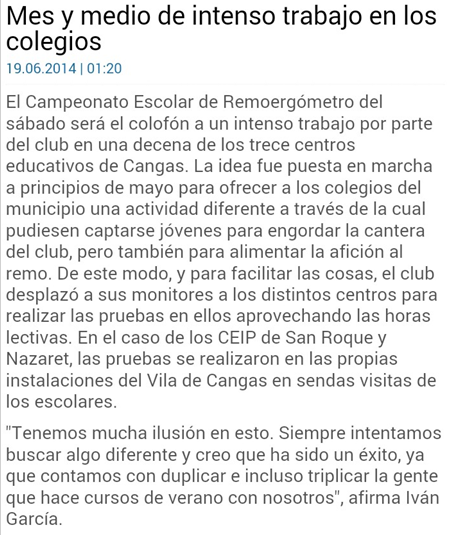 Mes y medio de intenso trabajo en los
colegios
19.06.2014 | 01:20
El Campeonato Escolar de Remoergómetro del
sábado será el colofón a un intenso trabajo por parte
del club en una decena de los trece centros
educativos de Cangas. La idea fue puesta en marcha
a principios de mayo para ofrecer a los colegios del
municipio una actividad diferente a través de la cual
pudiesen captarse jóvenes para engordar la cantera
del club, pero también para alimentar la afición al
remo. De este modo, y para facilitar las cosas, el club
desplazó a sus monitores a los distintos centros para
realizar las pruebas en ellos aprovechando las horas
lectivas. En el caso de los CEIP de San Roque y
Nazaret, las pruebas se realizaron en las propias
instalaciones del Vila de Cangas en sendas visitas de
los escolares.
"Tenemos mucha ilusión en esto. Siempre intentamos
buscar algo diferente y creo que ha sido un éxito, ya
que contamos con duplicar e incluso triplicar la gente
que hace cursos de verano con nosotros", afirma Iván
García.